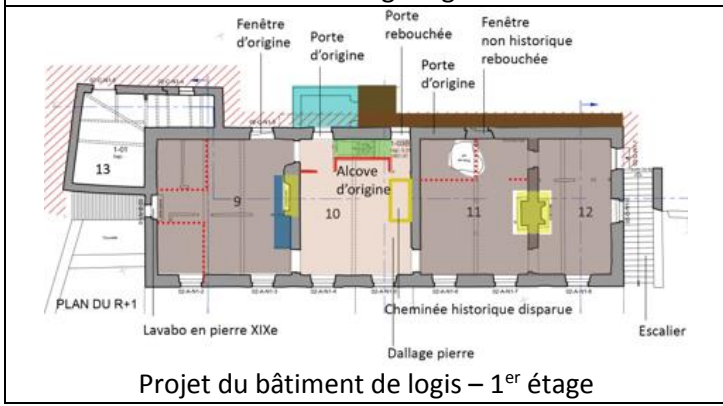 Fenêtre
d’origine
Porte
d’origine
Porte
rebouchée
Fenêtre
non historique
rebouchée
Porte
d’origine
1-01
13
Alcove
d’origine
9
10
11
12
PLAN DU R+1
Cheminée historique disparue
Lavabo en pierre XIXe
Dallage pierre
Escalier
Projet du bâtiment de logis – 1er étage